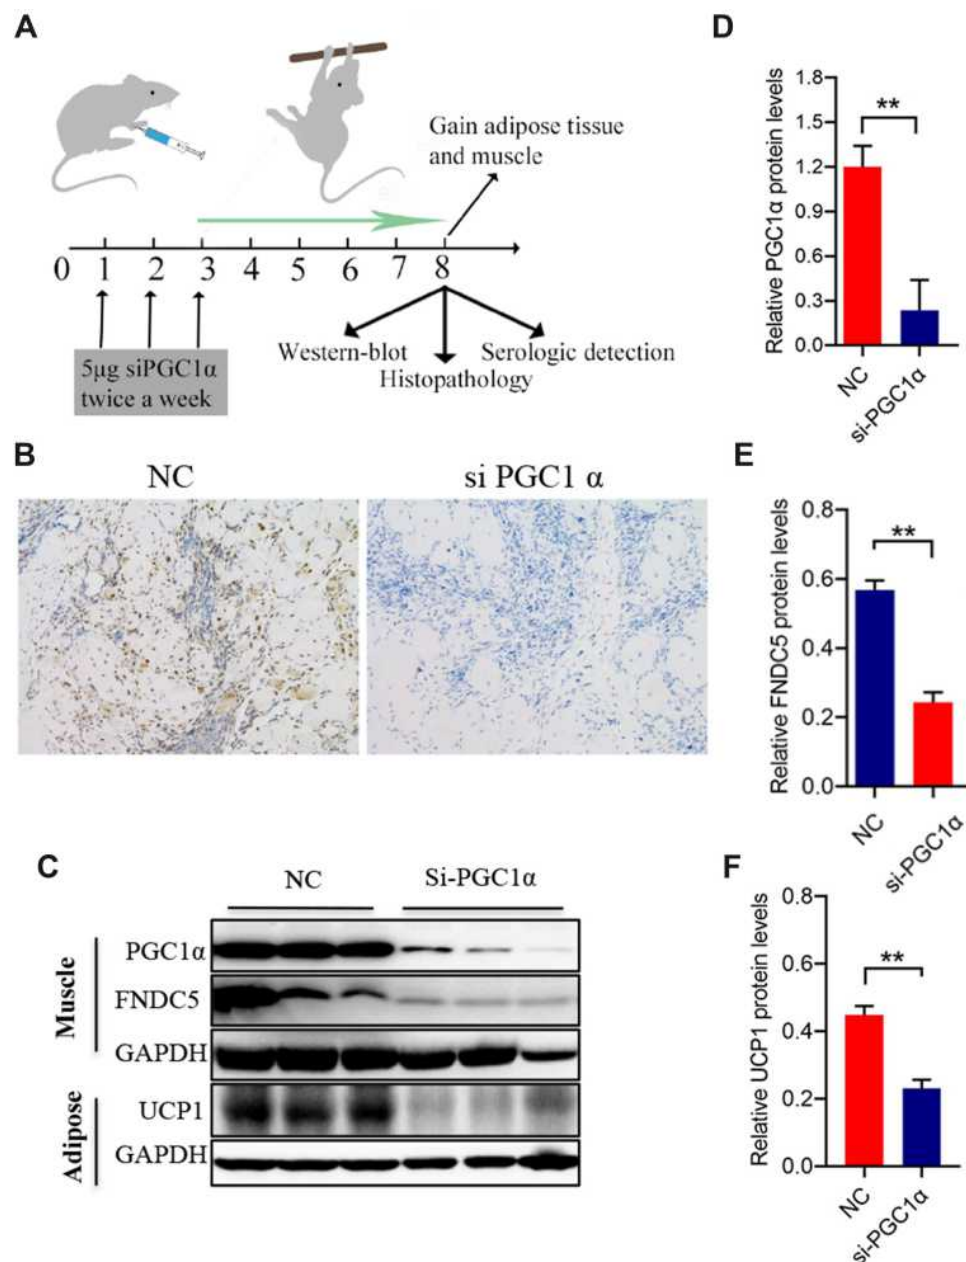 A
Gain adipose tissue
and muscle
0 1 2 3 4 5 6 7 8
5μg siPGC1α
twice a week
Western-blot
Histopathology
Serologic detection
B
NC
si PGC1 α
C
NC
Si-PGC1α
Muscle
PGC1α
FNDC5
GAPDH
Adipose
UCP1
GAPDH
D
Relative PGC1α protein levels
1.8
1.5
1.2
0.9
0.6
0.3
0.0
**
NC
si-PGC1α
E
Relative FNDC5 protein levels
0.8
0.6
0.4
0.2
0.0
**
NC
si-PGC1α
F
Relative UCP1 protein levels
0.8
0.6
0.4
0.2
0.0
**
NC
si-PGC1α